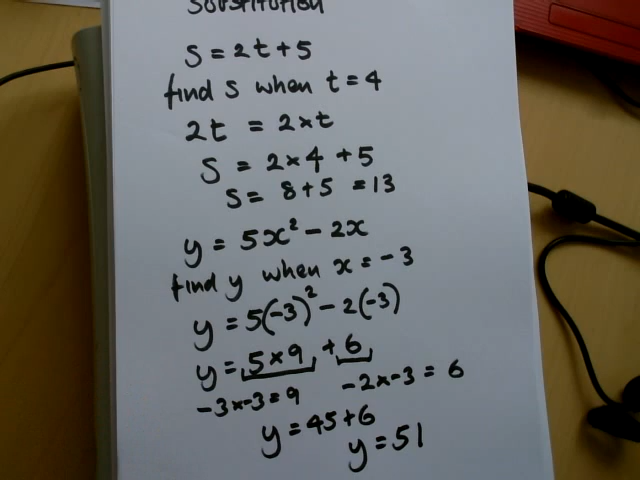 Substitution
S = 2t + 5
find s when t = 4
2t = 2 × t
S = 2 × 4 + 5
S = 8 + 5 = 13
y = 5x² - 2x
find y when x = -3
y = 5(-3)² - 2(-3)
y = 5 × 9 + 6
-3 × -3 = 9 -2 × -3 = 6
y = 45 + 6
y = 51